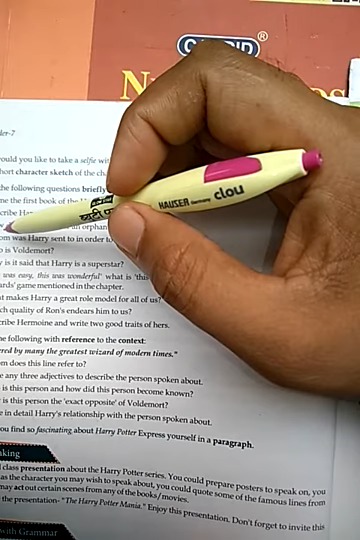 CANDID ®
der-7
ould you like to take a selfie wit
hort character sketch of the ch
the following questions briefly
me the first book of the
cribe Ha
an orphan
HAUSER Germany clou
om was Harry sent to in order to
o is Voldemort?
y is it said that Harry is a superstar?
was easy, this was wonderful" what is 'this
ards' game mentioned in the chapter.
t makes Harry a great role model for all of us?
ch quality of Ron's endears him to us?
cribe Hermoine and write two good traits of hers.
he following with reference to the context:
ered by many the greatest wizard of modern times."
om does this line refer to?
e any three adjectives to describe the person spoken about.
is this person and how did this person become known?
is this person the 'exact opposite' of Voldemort?
e in detail Harry's relationship with the person spoken about.
ou find so fascinating about Harry Potter Express yourself in a paragraph.
aking
class presentation about the Harry Potter series. You could prepare posters to speak on, you
as the character you may wish to speak about, you could quote some of the famous lines from
may act out certain scenes from any of the books/movies.
the presentation- "The Harry Potter Mania." Enjoy this presentation. Don't forget to invite this
with Grammar